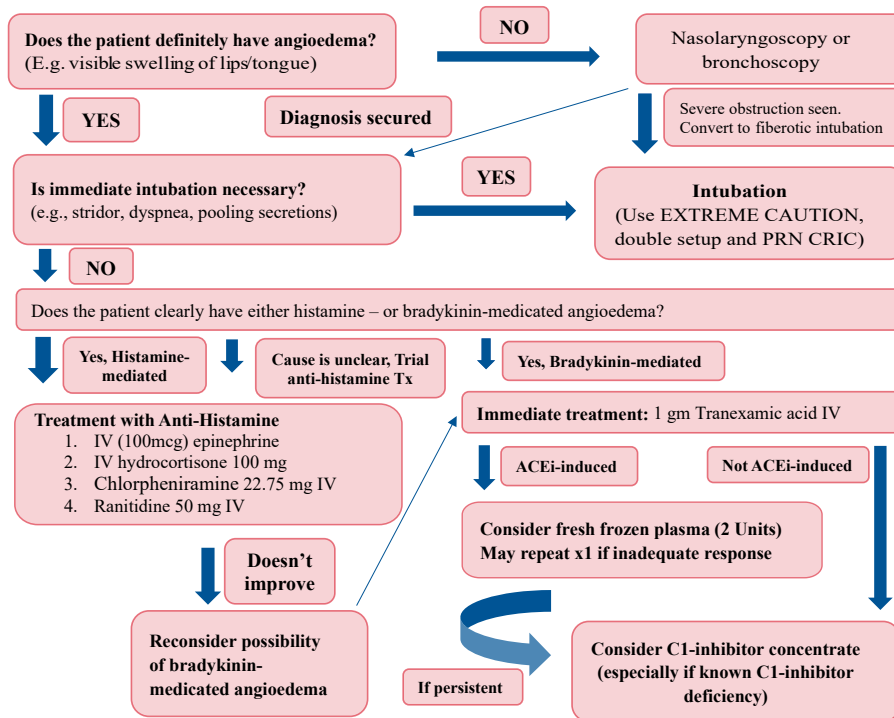 Does the patient definitely have angioedema?
(E.g. visible swelling of lips/tongue)
NO
Nasolaryngoscopy or
bronchoscopy
YES
Diagnosis secured
Severe obstruction seen.
Convert to fiberotic intubation
Is immediate intubation necessary?
(e.g., stridor, dyspnea, pooling secretions)
YES
Intubation
(Use EXTREME CAUTION,
double setup and PRN CRIC)
NO
Does the patient clearly have either histamine – or bradykinin-medicated angioedema?
Yes, Histamine-
mediated
Cause is unclear, Trial
anti-histamine Tx
Yes, Bradykinin-mediated
Treatment with Anti-Histamine
1. IV (100mcg) epinephrine
2. IV hydrocortisone 100 mg
3. Chlorpheniramine 22.75 mg IV
4. Ranitidine 50 mg IV
Immediate treatment: 1 gm Tranexamic acid IV
ACEi-induced
Not ACEi-induced
Consider fresh frozen plasma (2 Units)
May repeat x1 if inadequate response
Doesn't
improve
Reconsider possibility
of bradykinin-
medicated angioedema
If persistent
Consider C1-inhibitor concentrate
(especially if known C1-inhibitor
deficiency)